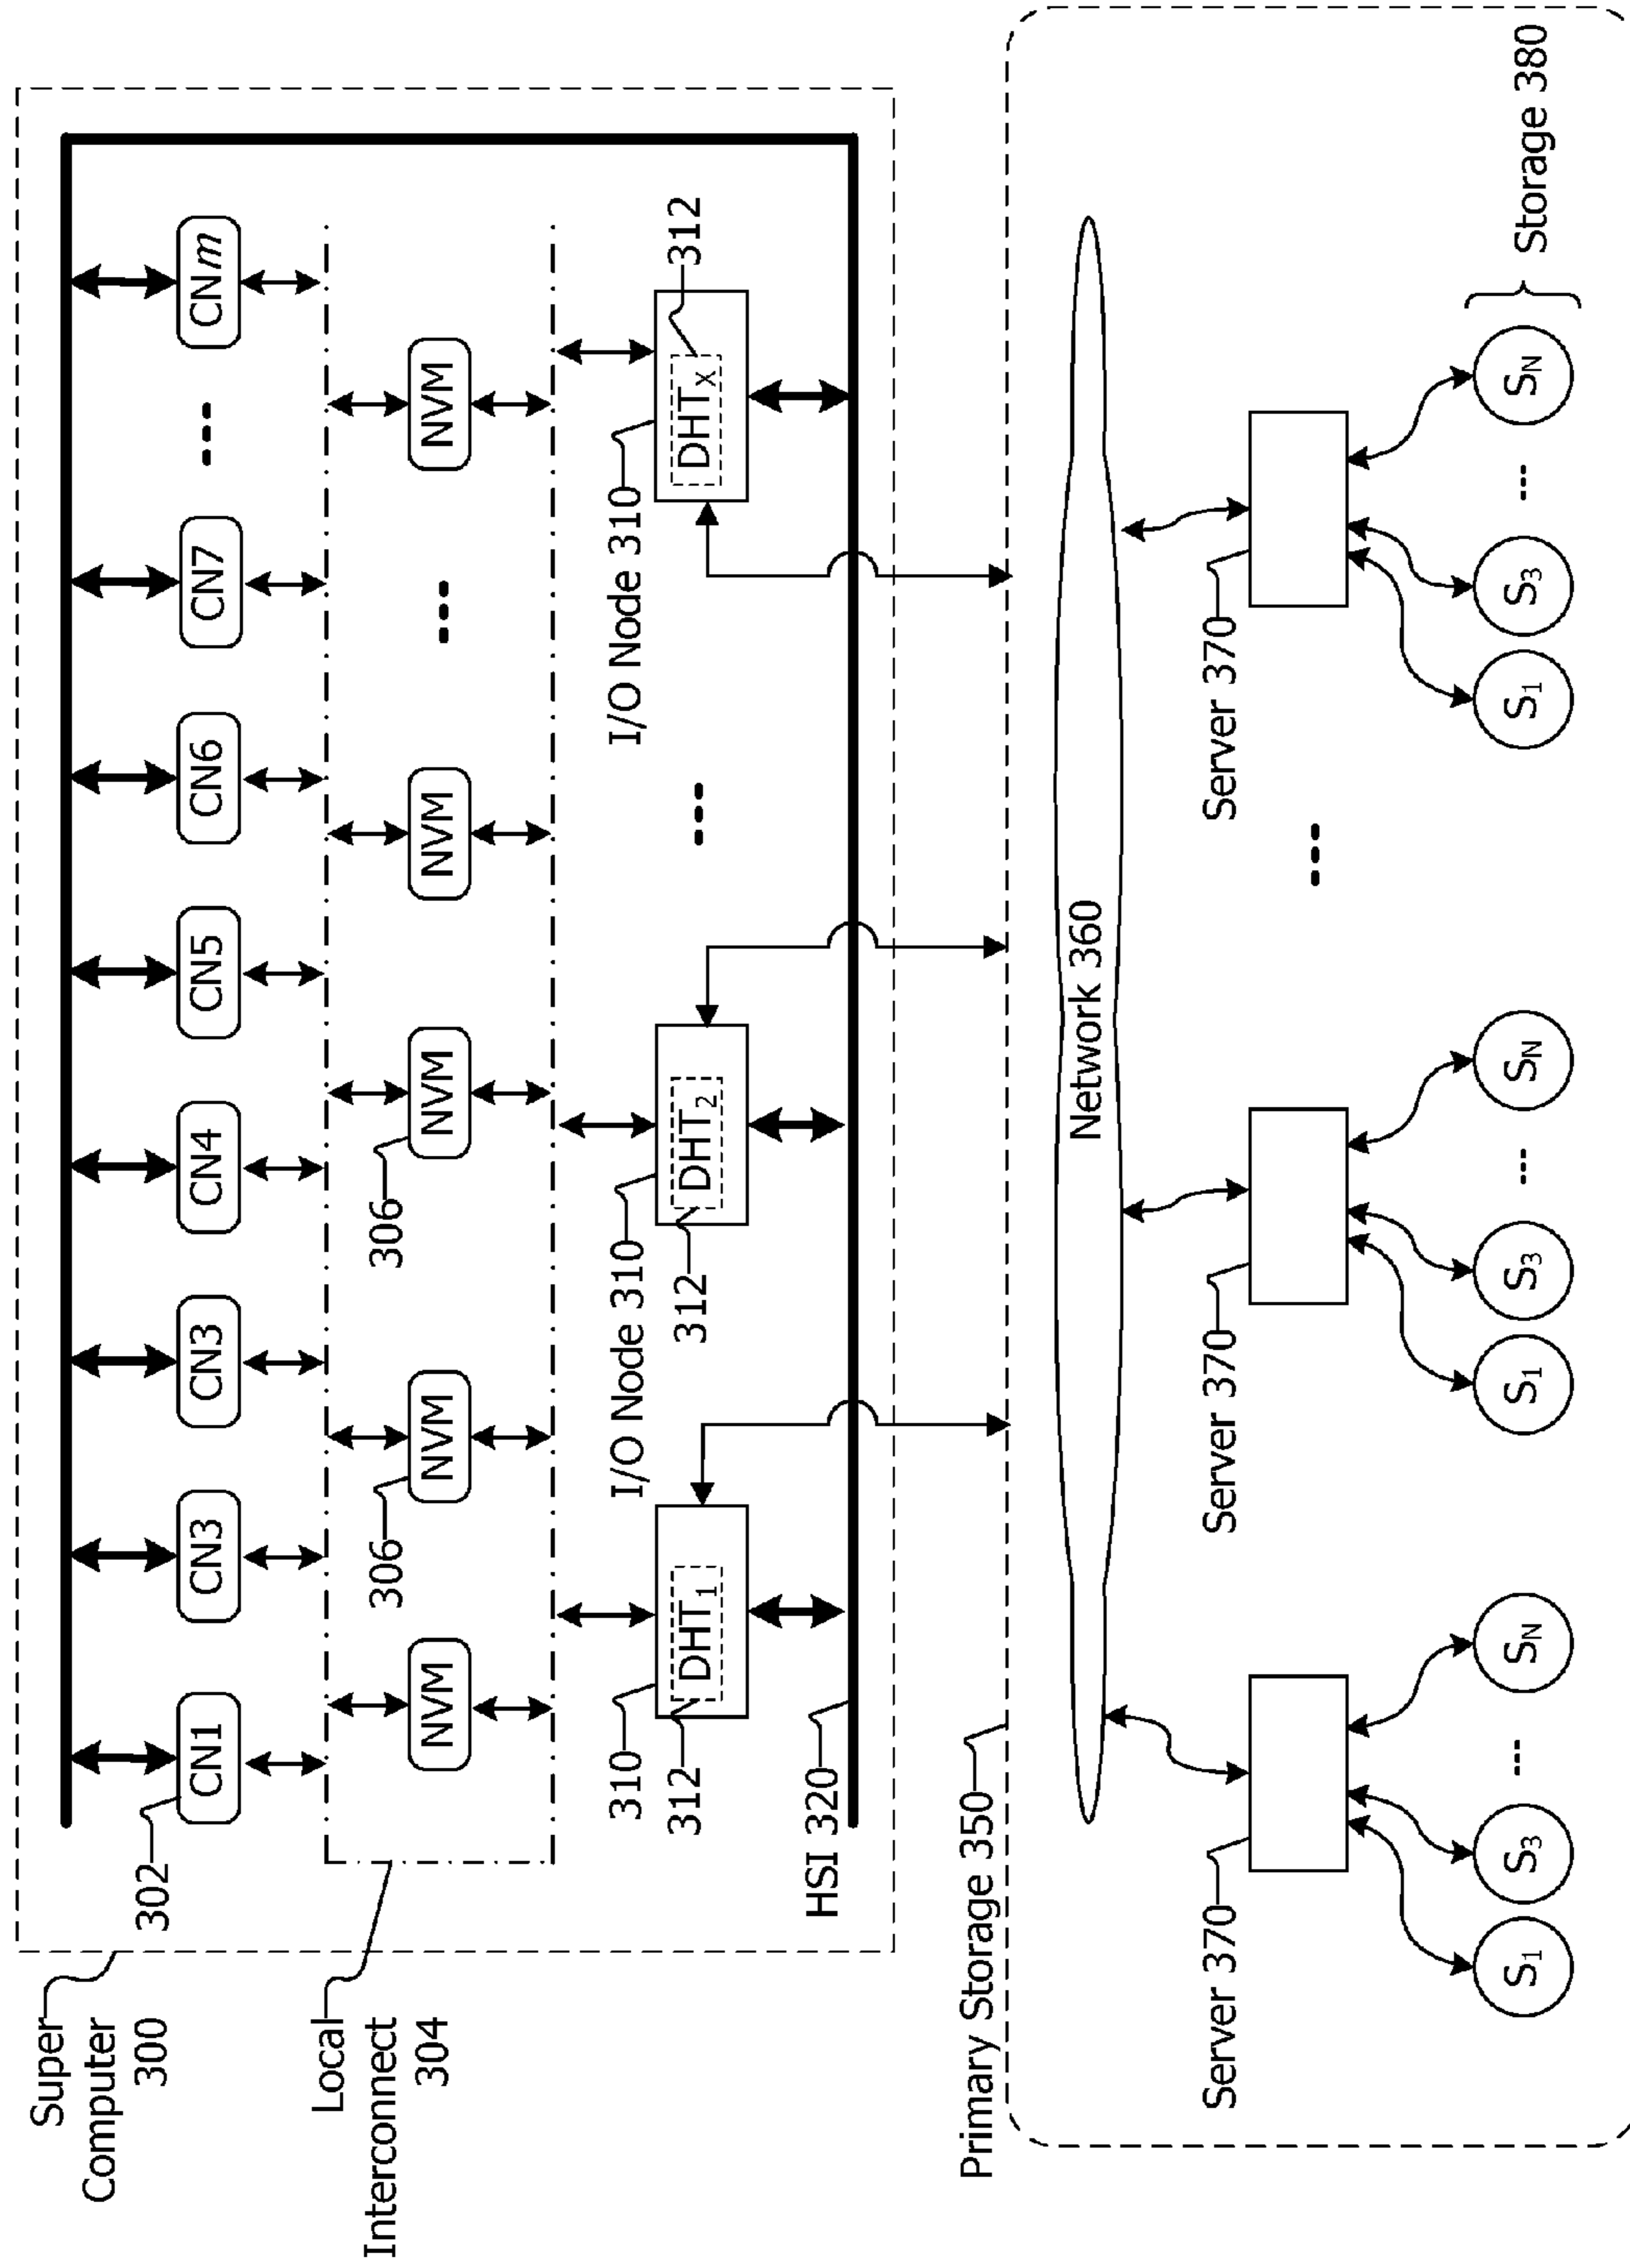 Super
Computer
300
302
CN1
CN3
CN3
CN4
CN5
CN6
CN7
---
CNm
Local
Interconnect
304
306
306
NVM
NVM
NVM
NVM
---
NVM
310
I/O Node 310
I/O Node 310
312
DHT1
312
DHT2
---
DHTX
312
HSI 320
Primary Storage 350
Network 360
Server 370
Server 370
---
Server 370
S1
S3
---
SN
S1
S3
---
SN
S1
S3
---
SN
Storage 380